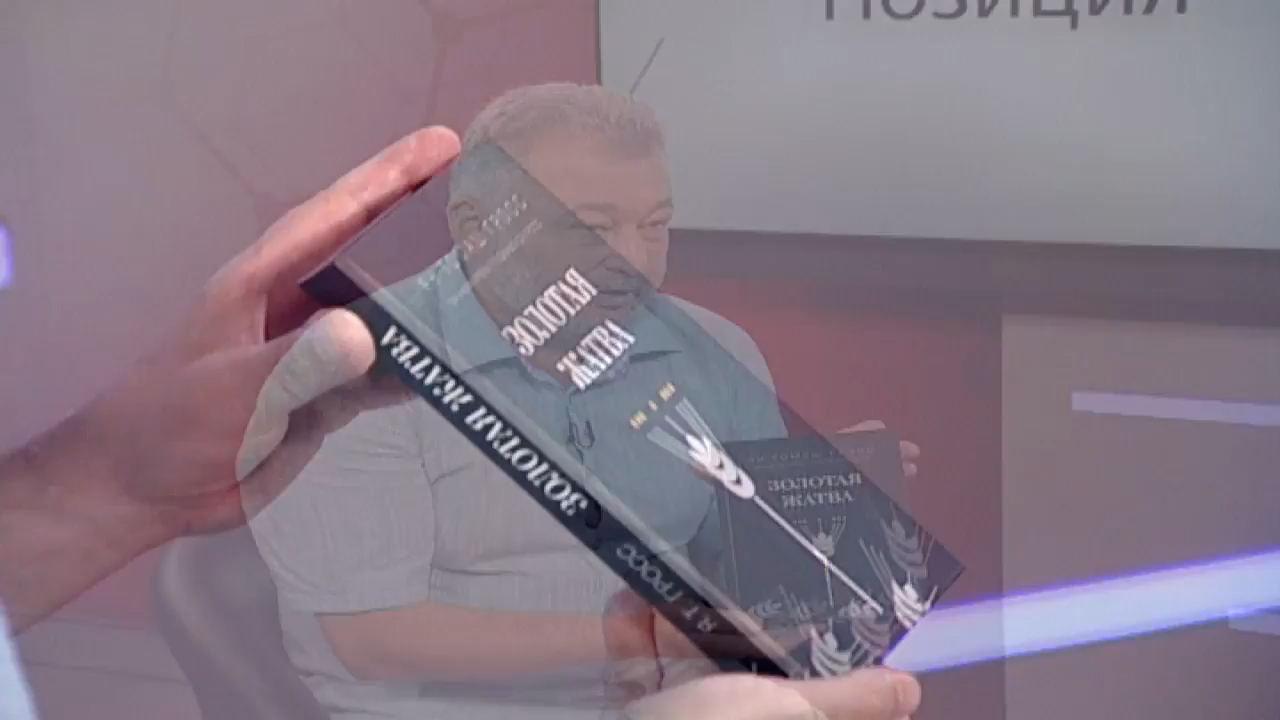 ПОЗИЦИЯ
ЗОЛОТАЯ
ЖАТВА
ЗОЛОТАЯ ЖАТВА
Я.Т. ГРОСС
ЗОЛОТАЯ
ЖАТВА